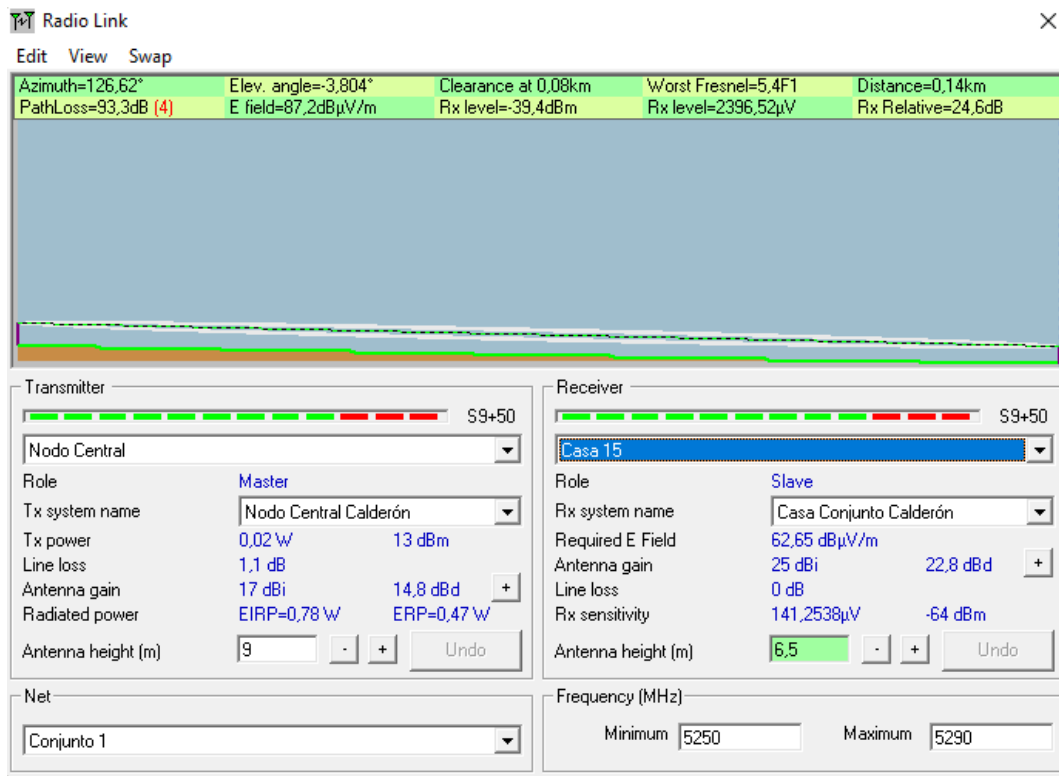 Radio Link
Edit View Swap
Azimuth=126,62° Elev. angle=-3,804° Clearance at 0,08km Worst Fresnel=5,4F1 Distance=0,14km
PathLoss=93,3dB (4) E field=87,2dBµV/m Rx level=-39,4dBm Rx level=2396,52µV Rx Relative=24,6dB
Transmitter
S9+50
Nodo Central
Role Master
Tx system name Nodo Central Calderón
Tx power 0,02 W 13 dBm
Line loss 1,1 dB
Antenna gain 17 dBi 14,8 dBd +
Radiated power EIRP=0,78 W ERP=0,47 W
Antenna height (m) 9 - + Undo
Receiver
S9+50
Casa 15
Role Slave
Rx system name Casa Conjunto Calderón
Required E Field 62,65 dBµV/m
Antenna gain 25 dBi 22,8 dBd +
Line loss 0 dB
Rx sensitivity 141,2538µV -64 dBm
Antenna height (m) 6,5 - + Undo
Net
Conjunto 1
Frequency (MHz)
Minimum 5250 Maximum 5290